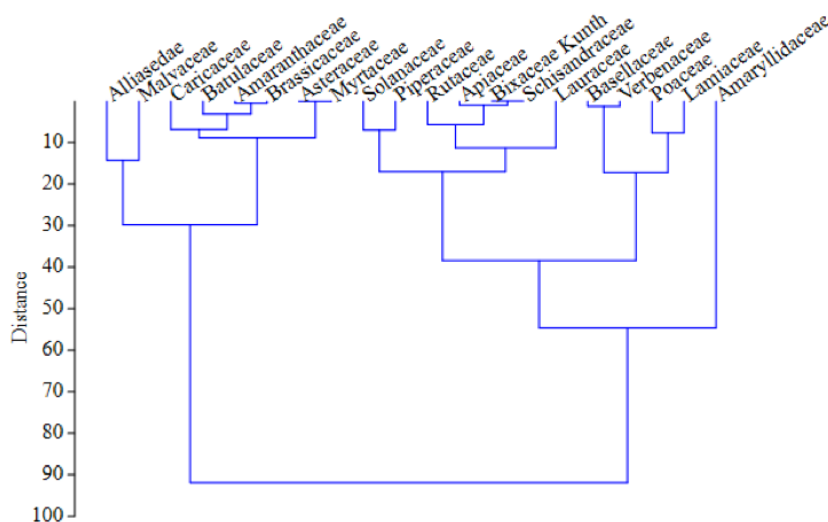 Alliasedae
Malvaceae
Caricaceae
Batulaceae
Amaranthaceae
Brassicaceae
Asteraceae
Myrtaceae
Solanaceae
Piperaceae
Rutaceae
Apiaceae
Bixaceae Kunth
Schisandraceae
Lauraceae
Basellaceae
Verbenaceae
Poaceae
Lamiaceae
Amaryllidaceae
10
20
30
40
50
60
70
80
90
100
Distance